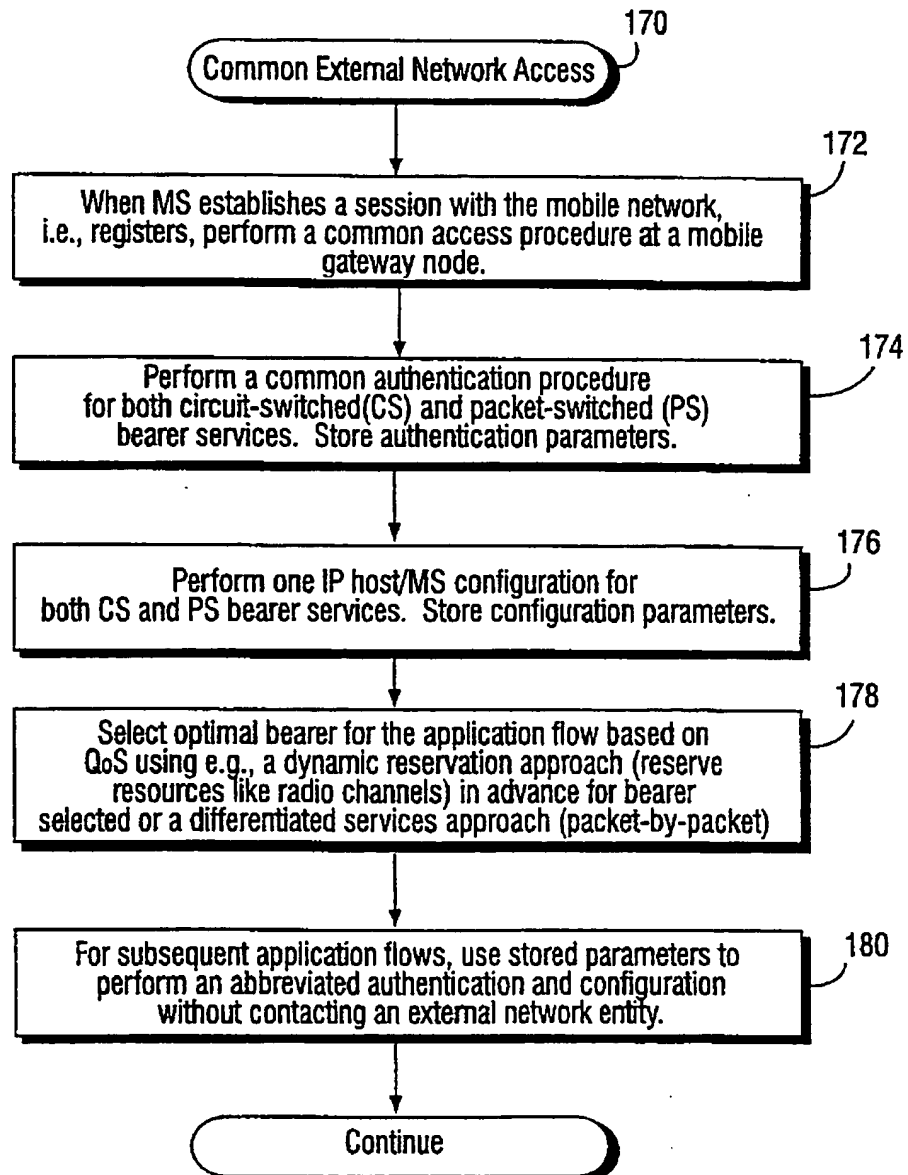 170
Common External Network Access
172
When MS establishes a session with the mobile network,
i.e., registers, perform a common access procedure at a mobile
gateway node.
174
Perform a common authentication procedure
for both circuit-switched(CS) and packet-switched (PS)
bearer services. Store authentication parameters.
176
Perform one IP host/MS configuration for
both CS and PS bearer services. Store configuration parameters.
178
Select optimal bearer for the application flow based on
QoS using e.g., a dynamic reservation approach (reserve
resources like radio channels) in advance for bearer
selected or a differentiated services approach (packet-by-packet)
180
For subsequent application flows, use stored parameters to
perform an abbreviated authentication and configuration
without contacting an external network entity.
Continue